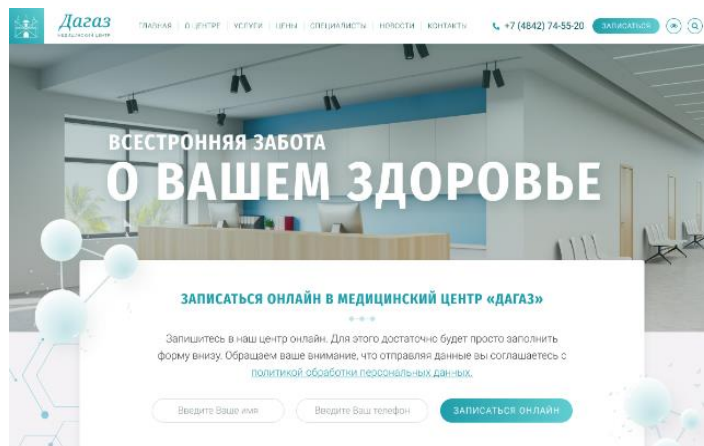 Дагаз
МЕДИЦИНСКИЙ ЦЕНТР
ГЛАВНАЯ
О ЦЕНТРЕ
УСЛУГИ
ЦЕНЫ
СПЕЦИАЛИСТЫ
НОВОСТИ
КОНТАКТЫ
+7 (4842) 74-55-20
ЗАПИСАТЬСЯ
ВСЕСТРОННЯЯ ЗАБОТА
О ВАШЕМ ЗДОРОВЬЕ
ЗАПИСАТЬСЯ ОНЛАЙН В МЕДИЦИНСКИЙ ЦЕНТР «ДАГАЗ»
Запишитесь в наш центр онлайн. Для этого достаточно будет просто заполнить
форму внизу. Обращаем ваше внимание, что отправляя данные вы соглашаетесь с
политикой обработки персональных данных.
Введите Ваше имя
Введите Ваш телефон
ЗАПИСАТЬСЯ ОНЛАЙН